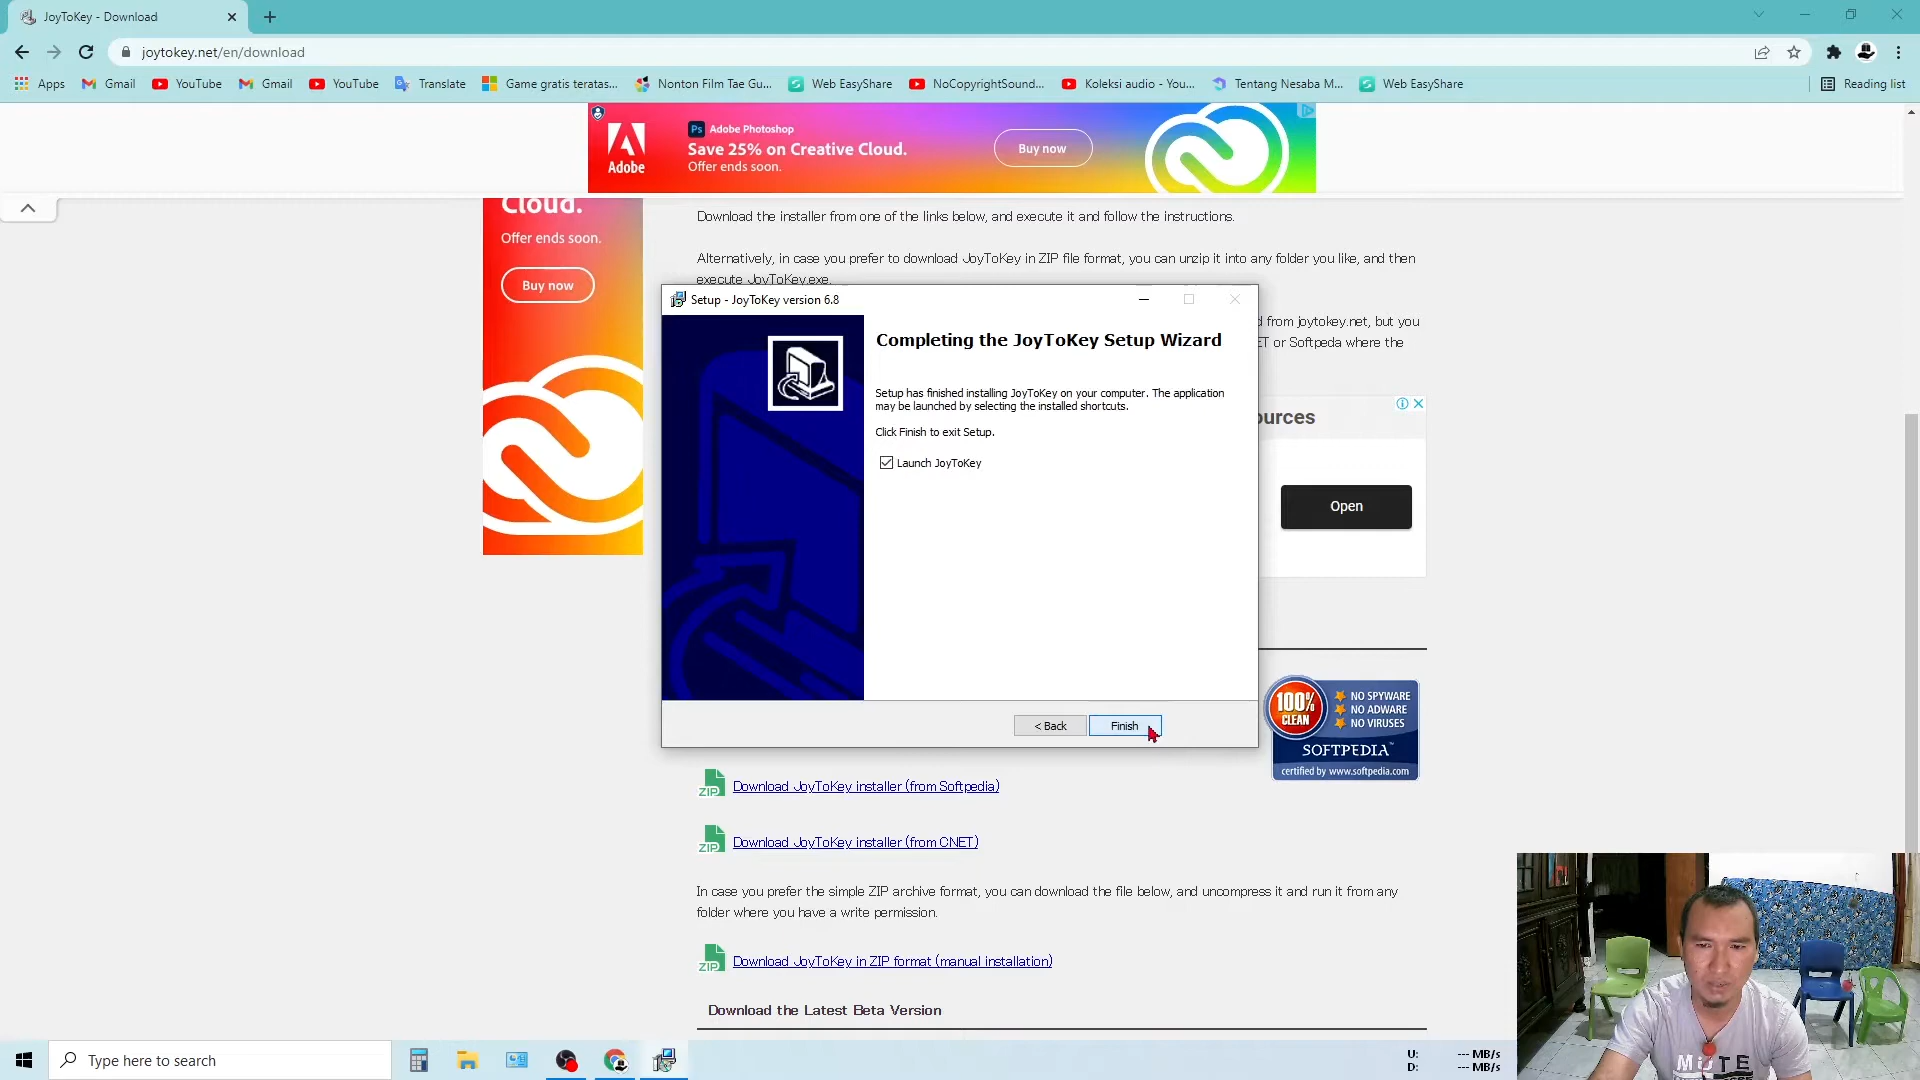 JoyToKey - Download
joytokey.net/en/download
Apps
Gmail
YouTube
Gmail
YouTube
Translate
Game gratis teratas...
Nonton Film Tae Gu...
Web EasyShare
NoCopyrightSound...
Koleksi audio - You...
Tentang Nesaba M...
Web EasyShare
Reading list
Adobe
Ps Adobe Photoshop
Save 25% on Creative Cloud.
Offer ends soon.
Buy now
Cloud.
Offer ends soon.
Buy now
Download the installer from one of the links below, and execute it and follow the instructions.
Alternatively, in case you prefer to download JoyToKey in ZIP file format, you can unzip it into any folder you like, and then
execute JoyToKey.exe.
from joytokey.net, but you
or Softpedia where the
Setup - JoyToKey version 6.8
Completing the JoyToKey Setup Wizard
Setup has finished installing JoyToKey on your computer. The application
may be launched by selecting the installed shortcuts.
Click Finish to exit Setup.
Launch JoyToKey
< Back
Finish
ources
Open
100%
CLEAN
NO SPYWARE
NO ADWARE
NO VIRUSES
SOFTPEDIA™
certified by www.softpedia.com
ZIP Download JoyToKey installer (from Softpedia)
ZIP Download JoyToKey installer (from CNET)
In case you prefer the simple ZIP archive format, you can download the file below, and uncompress it and run it from any
folder where you have a write permission.
ZIP Download JoyToKey in ZIP format (manual installation)
Download the Latest Beta Version
Type here to search
U: --- MB/s
D: --- MB/s
MUTE